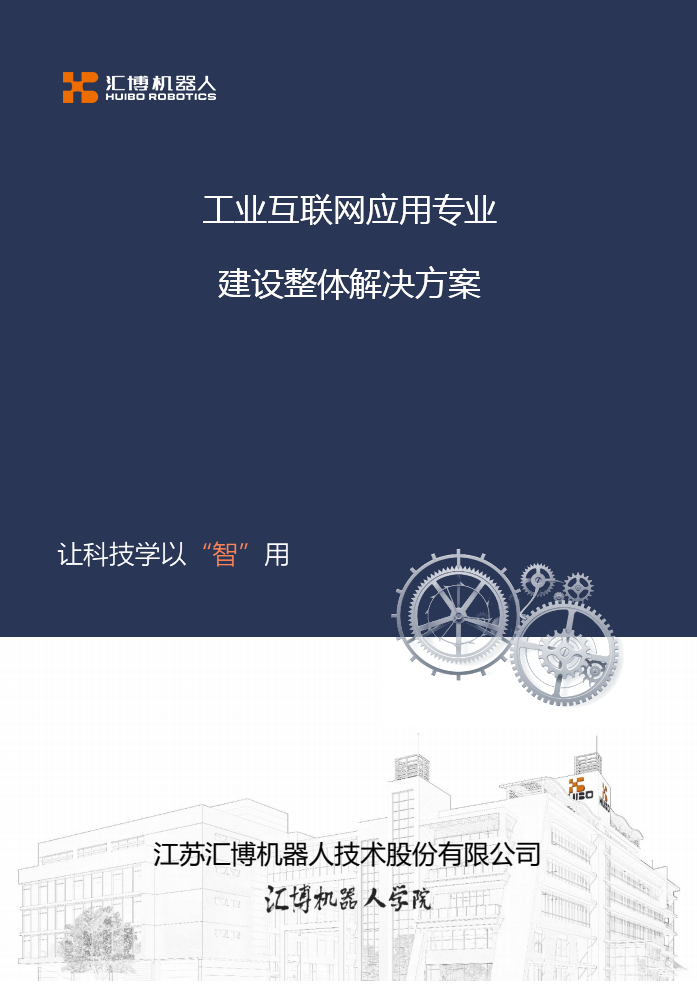 汇博机器人
HUIBO ROBOTICS
工业互联网应用专业
建设整体解决方案
让科技学以“智”用
江苏汇博机器人技术股份有限公司
汇博机器人学院